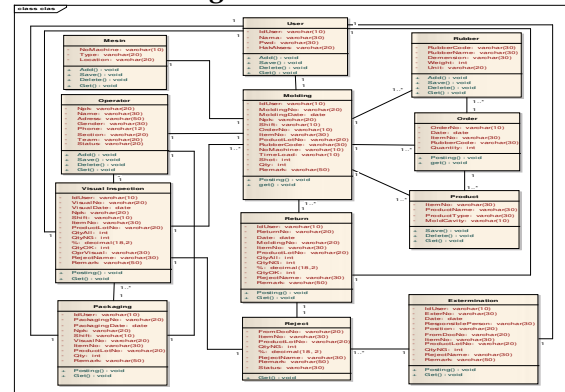 class clas
User
- IdUser: varchar(10)
- Name: varchar(30)
- Pwd: varchar(30)
- HakAkses: varchar(20)
+ Add() : void
+ Save() : void
+ Delete() : void
+ Get() : void
Mesin
- NoMachine: varchar(10)
- Type: varchar(20)
- Location: varchar(20)
+ Add() : void
+ Save() : void
+ Delete() : void
+ Get() : void
Rubber
- RubberCode: varchar(30)
- RubberName: varchar(30)
- Demension: varchar(30)
- Weight: int
- Unit: varchar(20)
+ Add() : void
+ Save() : void
+ Delete() : void
+ Get() : void
Operator
- Npk: varchar(20)
- Name: varchar(30)
- Adress: varchar(50)
- Gender: varchar(30)
- Phone: varchar(12)
- Section: varchar(20)
- Team: varchar(20)
- Status: varchar(20)
+ Add() : void
+ Save() : void
+ Delete() : void
+ Get() : void
Molding
- IdUser: varchar(10)
- MoldingNo: varchar(20)
- MoldingDate: date
- Npk: varchar(20)
- Shift: varchar(10)
- OrderNo: varchar(10)
- ItemNo: varchar(30)
- ProductLotNo: varchar(20)
- RubberCode: varchar(30)
- NoMachine: varchar(10)
- TimeLoad: varchar(10)
- Shot: int
- Qty: int
- Remark: varchar(50)
+ Posting() : void
+ get() : void
Order
- OrderNo: varchar(10)
- Date: date
- ItemNo: varchar(30)
- RubberCode: varchar(30)
- Quantity: int
+ Posting() : void
+ get() : void
Visual Inspection
- IdUser: varchar(10)
- VisualNo: varchar(20)
- VisualDate: date
- Npk: varchar(20)
- Shift: varchar(10)
- ItemNo: varchar(30)
- ProductLotNo: varchar(20)
- QtyAll: int
- QtyNG: int
- %: decimal(18,2)
- QtyOK: int
- OprVisual: varchar(30)
- RejectName: varchar(30)
- Remark: varchar(50)
+ Posting() : void
+ Get() : void
Product
- ItemNo: varchar(30)
- ProductName: varchar(30)
- ProductType: varchar(30)
- MoldCavity: varchar(10)
+ Save() : void
+ Delete() : void
+ Get() : void
Return
- IdUser: varchar(10)
- ReturnNo: varchar(20)
- Date: date
- MoldingNo: varchar(20)
- ItemNo: varchar(30)
- ProductLotNo: varchar(20)
- QtyAll: int
- QtyNG: int
- %: decimal(18,2)
- QtyOK: int
- RejectName: varchar(30)
- Remark: varchar(50)
+ Posting() : void
+ Get() : void
Packaging
- IdUser: varchar(10)
- PackagingNo: varchar(20)
- PackagingDate: date
- Npk: varchar(20)
- Shift: varchar(10)
- VisualNo: varchar(20)
- ItemNo: varchar(30)
- ProductLotNo: varchar(20)
- Qty: int
- Remark: varchar(50)
+ Posting() : void
+ Get() : void
Reject
- FromDocNo: varchar(20)
- ItemNo: varchar(30)
- ProductLotNo: varchar(20)
- QtyNG: int
- %: decimal(18, 2)
- RejectName: varchar(30)
- Remark: varchar(50)
- Status: varchar(30)
+ Get() : void
Extermination
- IdUser: varchar(10)
- ExterNo: varchar(30)
- Date: date
- ResponsiblePerson: varchar(30)
- Position: varchar(20)
- FromDocNo: varchar(20)
- ItemNo: varchar(30)
- ProductLotNo: varchar(20)
- QtyNG: int
- RejectName: varchar(30)
- Remark: varchar(50)
+ Posting() : void
+ Get() : void